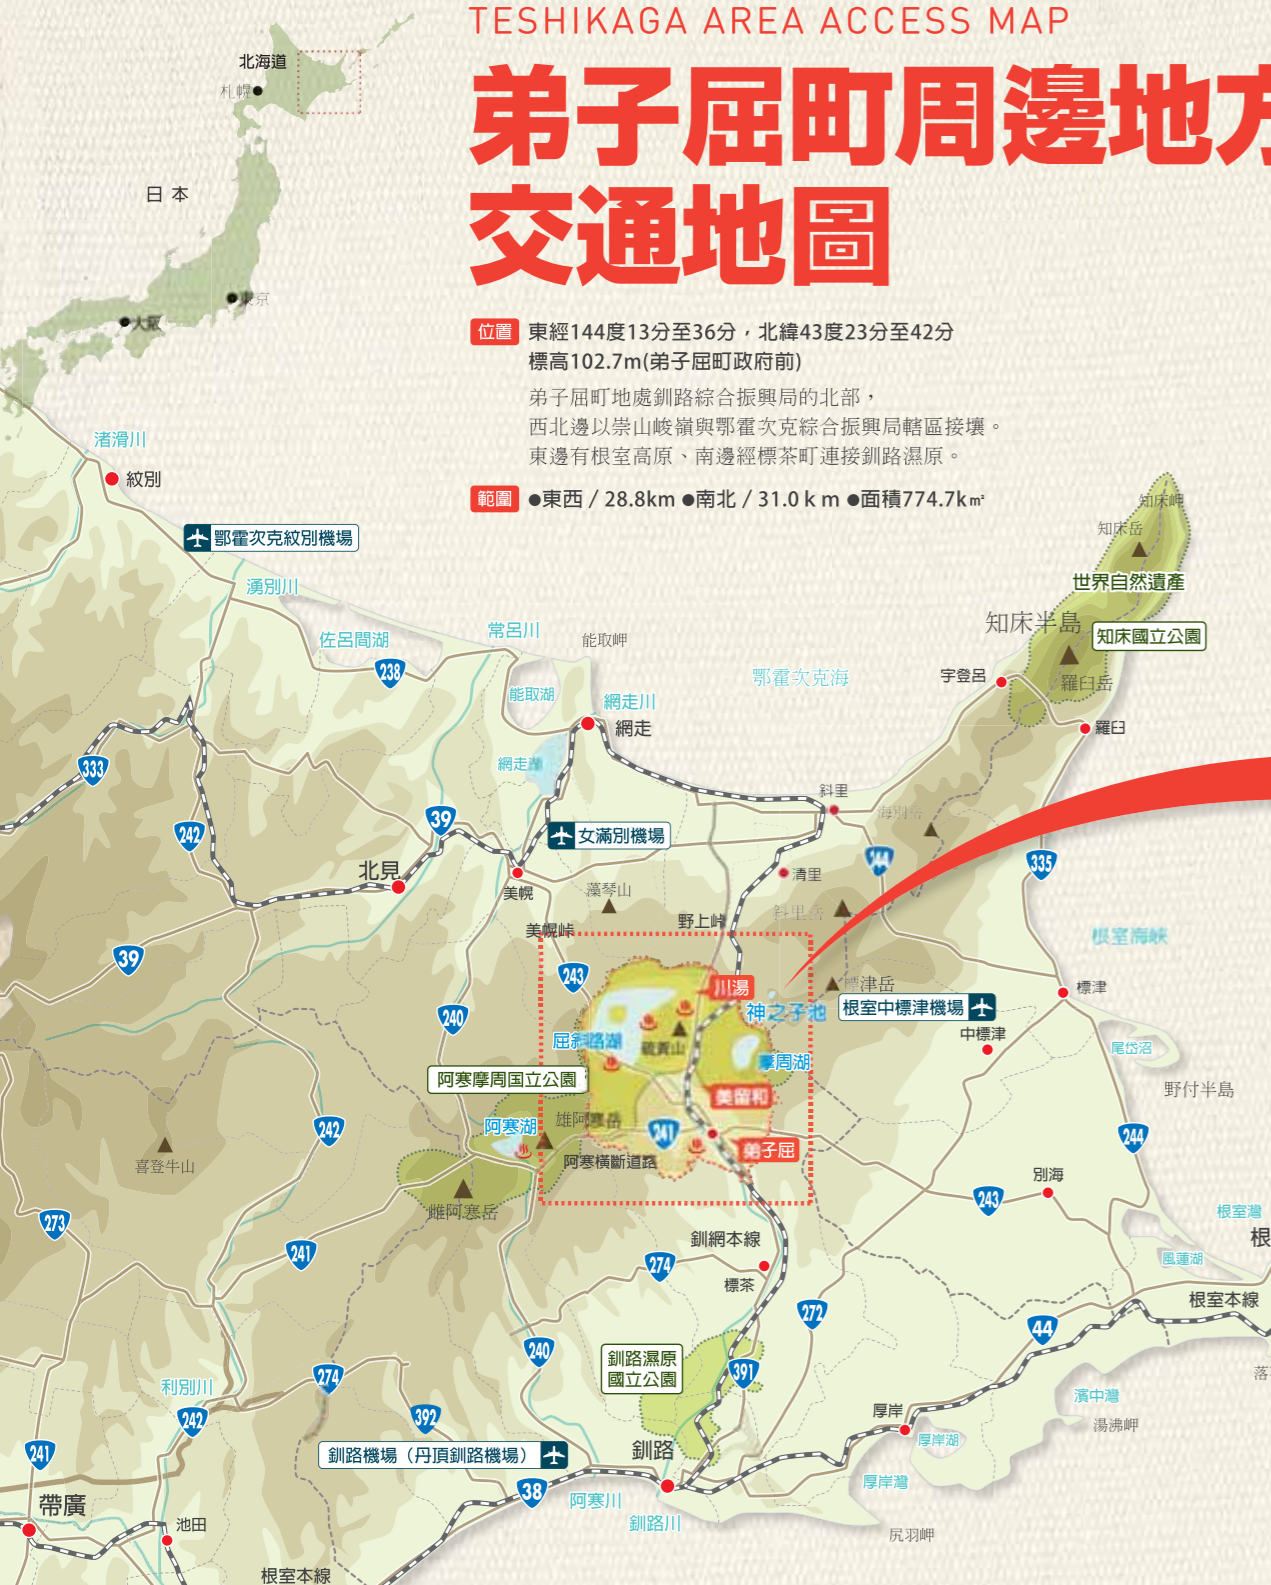 TESHIKAGA AREA ACCESS MAP
弟子屈町周邊地方
交通地圖
北海道
札幌
日本
東京
大阪
位置 東經144度13分至36分，北緯43度23分至42分
標高102.7m(弟子屈町政府前)
弟子屈町地處釧路綜合振興局的北部，
西北邊以崇山峻嶺與鄂霍次克綜合振興局轄區接壤。
東邊有根室高原、南邊經標茶町連接釧路濕原。
範圍 ●東西 / 28.8km ●南北 / 31.0ｋｍ ●面積774.7k㎡
渚滑川
紋別
鄂霍次克紋別機場
湧別川
佐呂間湖
238
常呂川
能取岬
能取湖
網走川
網走
網走湖
鄂霍次克海
知床岬
知床岳
世界自然遺產
知床半島
知床國立公園
宇登呂
羅臼岳
羅臼
333
242
39
女滿別機場
斜里
海別岳
244
335
北見
美幌
藻琴山
清里
斜里岳
野上峠
美幌峠
39
243
240
川湯
標津岳
根室海峽
神之子池
根室中標津機場
標津
中標津
屈斜路湖
硫黃山
摩周湖
尾岱沼
野付半島
阿寒摩周国立公園
美留和
阿寒湖
雄阿寒岳
241
弟子屈
阿寒橫斷道路
242
244
喜登牛山
雌阿寒岳
別海
243
273
241
釧網本線
274
標茶
根室灣
根
風蓮湖
272
根室本線
44
240
釧路濕原
國立公園
391
274
利別川
242
392
濱中灣
落
湯沸岬
厚岸
厚岸湖
241
釧路機場（丹頂釧路機場）
釧路
厚岸灣
38
阿寒川
帶廣
池田
釧路川
尻羽岬
根室本線